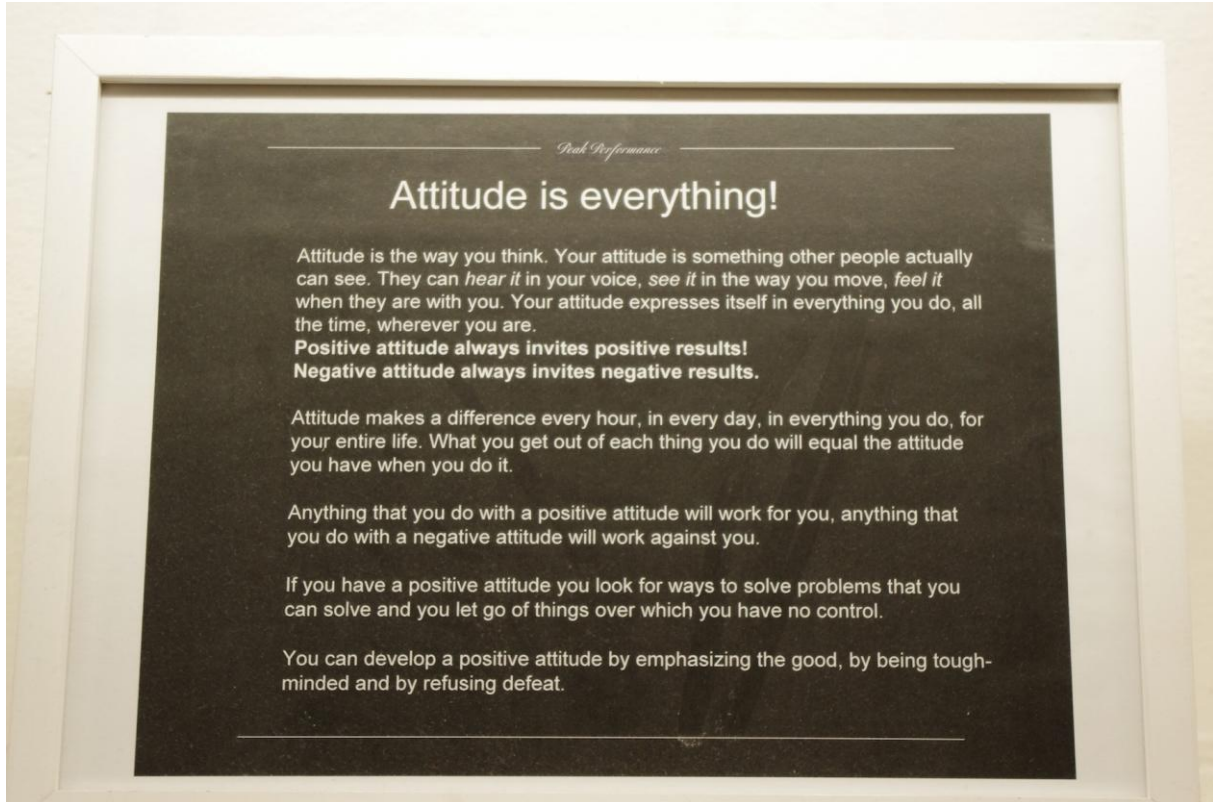 Peak Performance
Attitude is everything!
Attitude is the way you think. Your attitude is something other people actually
can see. They can hear it in your voice, see it in the way you move, feel it
when they are with you. Your attitude expresses itself in everything you do, all
the time, wherever you are.
Positive attitude always invites positive results!
Negative attitude always invites negative results.
Attitude makes a difference every hour, in every day, in everything you do, for
your entire life. What you get out of each thing you do will equal the attitude
you have when you do it.
Anything that you do with a positive attitude will work for you, anything that
you do with a negative attitude will work against you.
If you have a positive attitude you look for ways to solve problems that you
can solve and you let go of things over which you have no control.
You can develop a positive attitude by emphasizing the good, by being tough-
minded and by refusing defeat.